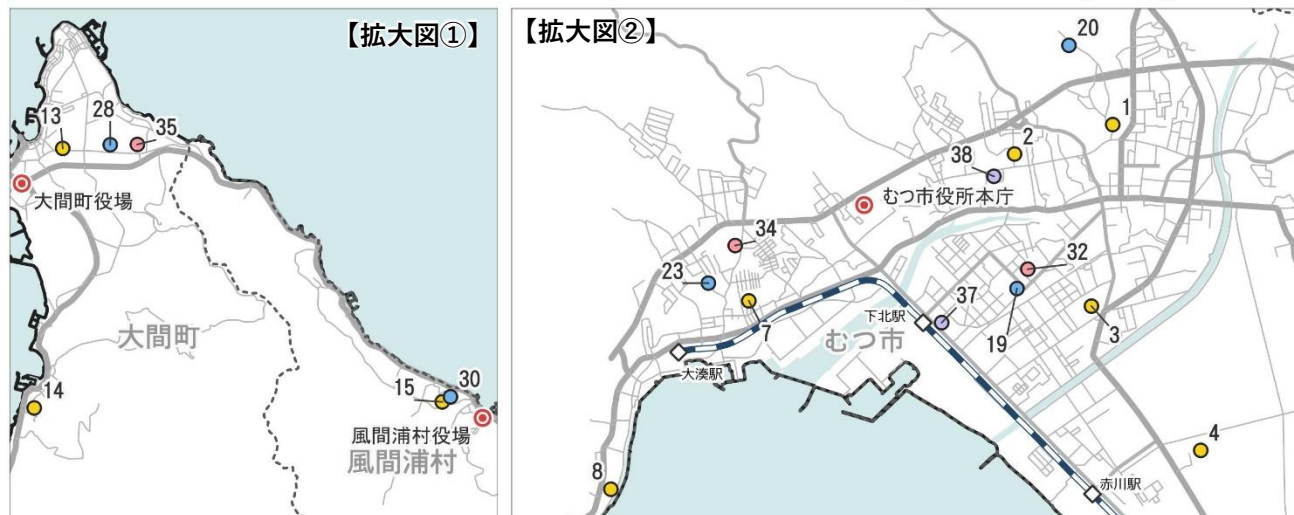 【拡大図①】
13
28
35
大間町役場
大間町
14
15
30
風間浦村役場
風間浦村
【拡大図②】
20
1
2
38
むつ市役所本庁
34
23
7
32
37
下北駅
19
3
むつ市
大湊駅
4
8
赤川駅